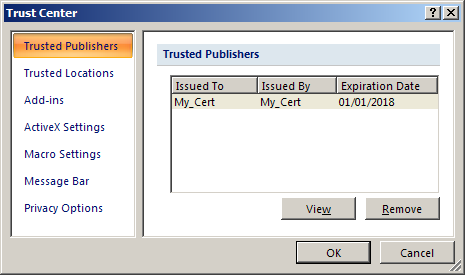 Trust Center
Trusted Publishers
Trusted Locations
Add-ins
ActiveX Settings
Macro Settings
Message Bar
Privacy Options
Trusted Publishers
Issued To Issued By Expiration Date
My_Cert My_Cert 01/01/2018
View Remove
OK Cancel